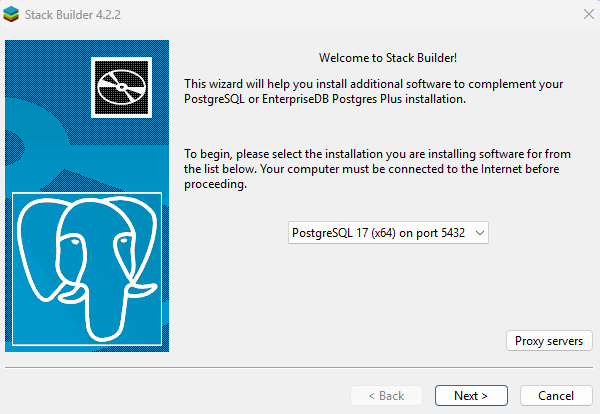 Stack Builder 4.2.2
Welcome to Stack Builder!
This wizard will help you install additional software to complement your
PostgreSQL or EnterpriseDB Postgres Plus installation.
To begin, please select the installation you are installing software for from
the list below. Your computer must be connected to the Internet before
proceeding.
PostgreSQL 17 (x64) on port 5432
Proxy servers
< Back
Next >
Cancel